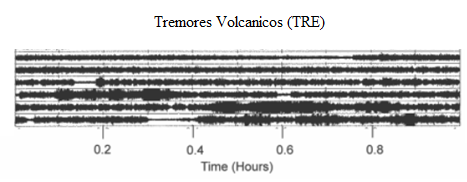 Tremores Volcanicos (TRE)
0.2 0.4 0.6 0.8
Time (Hours)